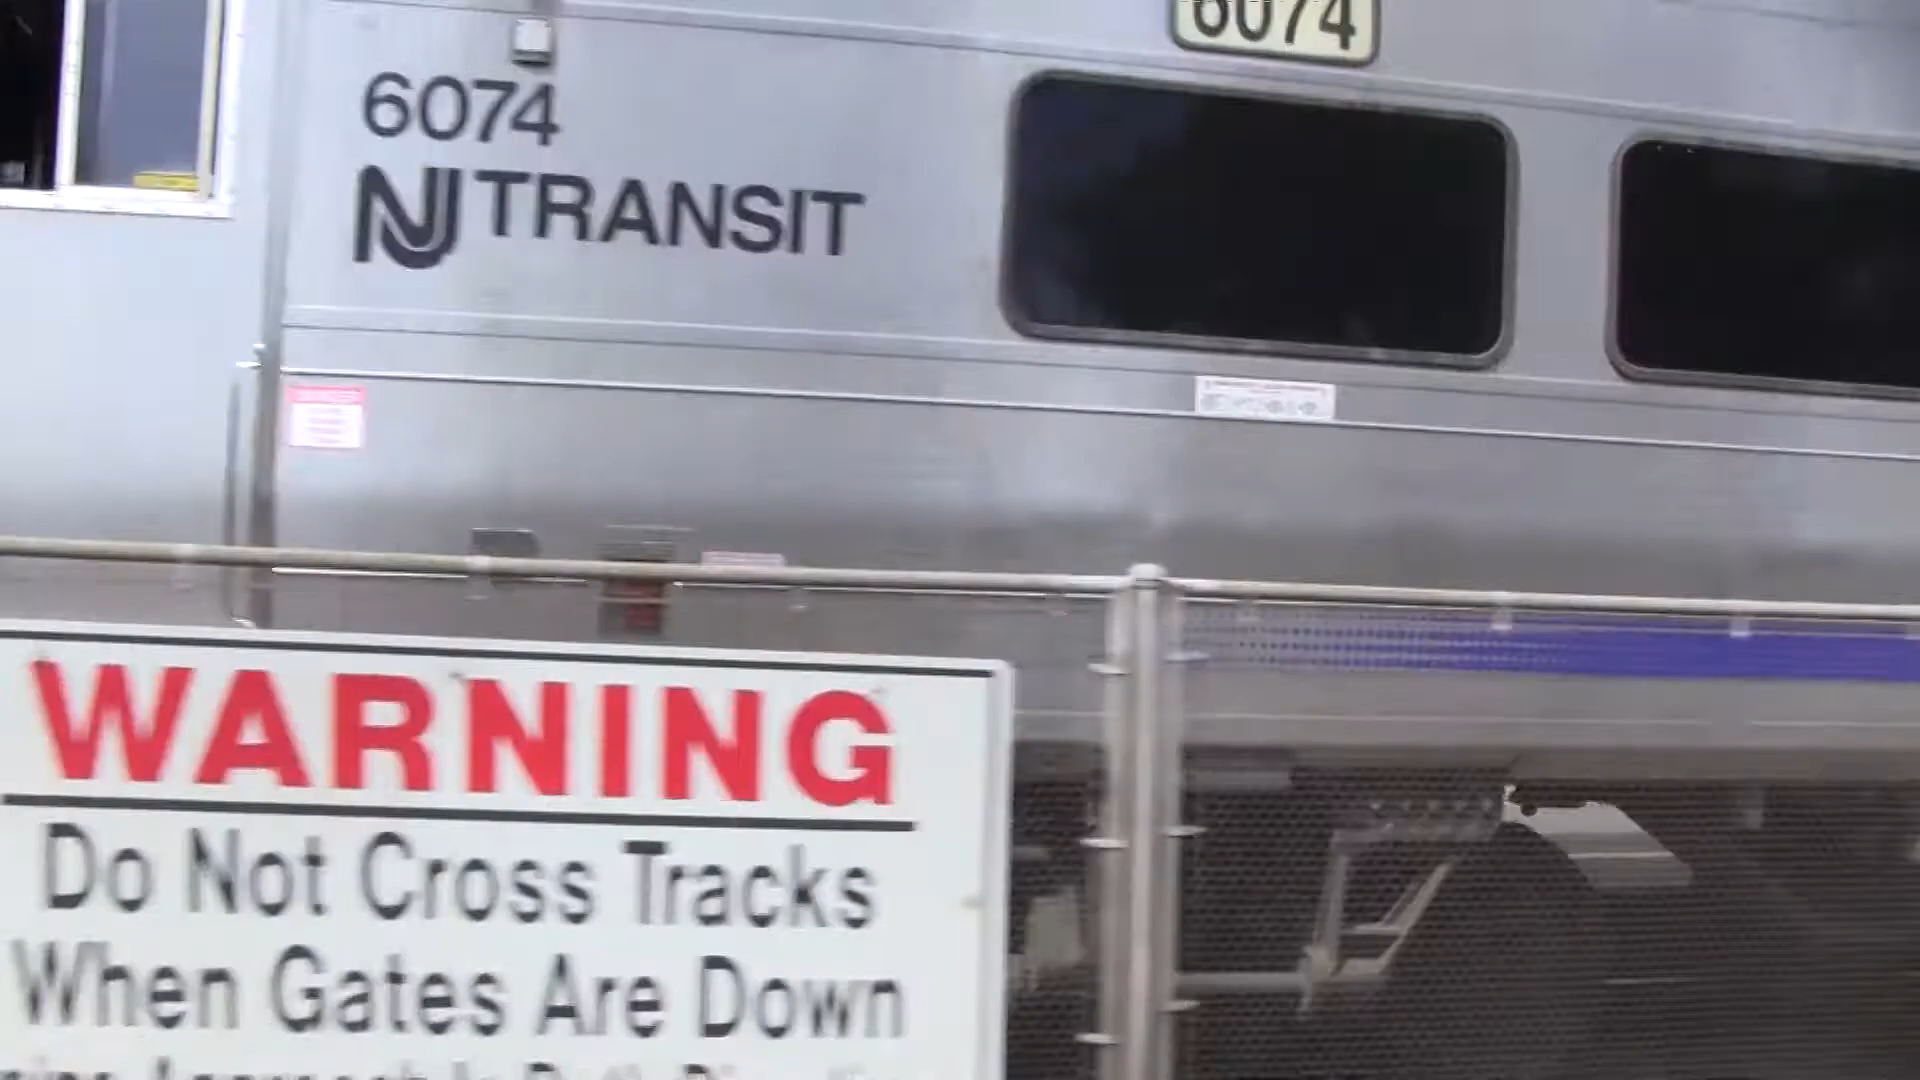 6074
6074
NJ TRANSIT
WARNING
Do Not Cross Tracks
When Gates Are Down